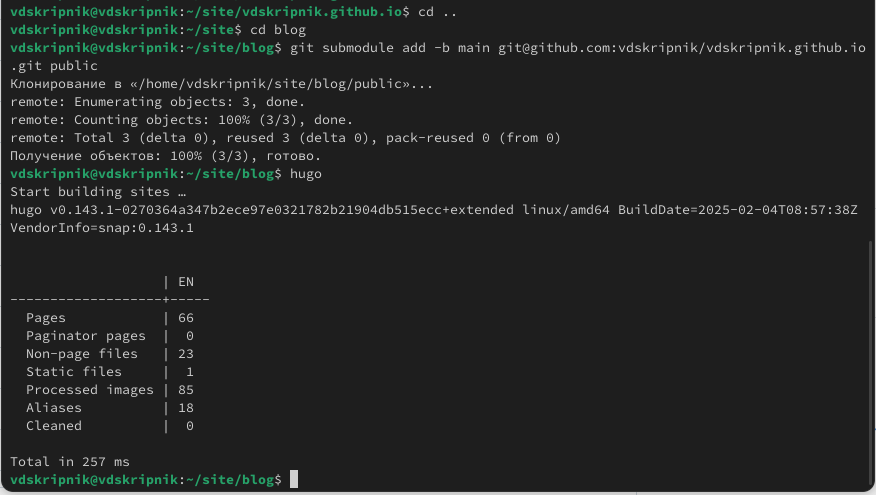 vdskripnik@vdskripnik:~/site/vdskripnik.github.io$ cd ..
vdskripnik@vdskripnik:~/site$ cd blog
vdskripnik@vdskripnik:~/site/blog$ git submodule add -b main git@github.com:vdskripnik/vdskripnik.github.io
.git public
Клонирование в «/home/vdskripnik/site/blog/public»...
remote: Enumerating objects: 3, done.
remote: Counting objects: 100% (3/3), done.
remote: Total 3 (delta 0), reused 3 (delta 0), pack-reused 0 (from 0)
Получение объектов: 100% (3/3), готово.
vdskripnik@vdskripnik:~/site/blog$ hugo
Start building sites …
hugo v0.143.1-0270364a347b2ece97e0321782b21904db515ecc+extended linux/amd64 BuildDate=2025-02-04T08:57:38Z
VendorInfo=snap:0.143.1
                   | EN
-------------------+-----
  Pages            | 66
  Paginator pages  |  0
  Non-page files   | 23
  Static files     |  1
  Processed images | 85
  Aliases          | 18
  Cleaned          |  0
Total in 257 ms
vdskripnik@vdskripnik:~/site/blog$